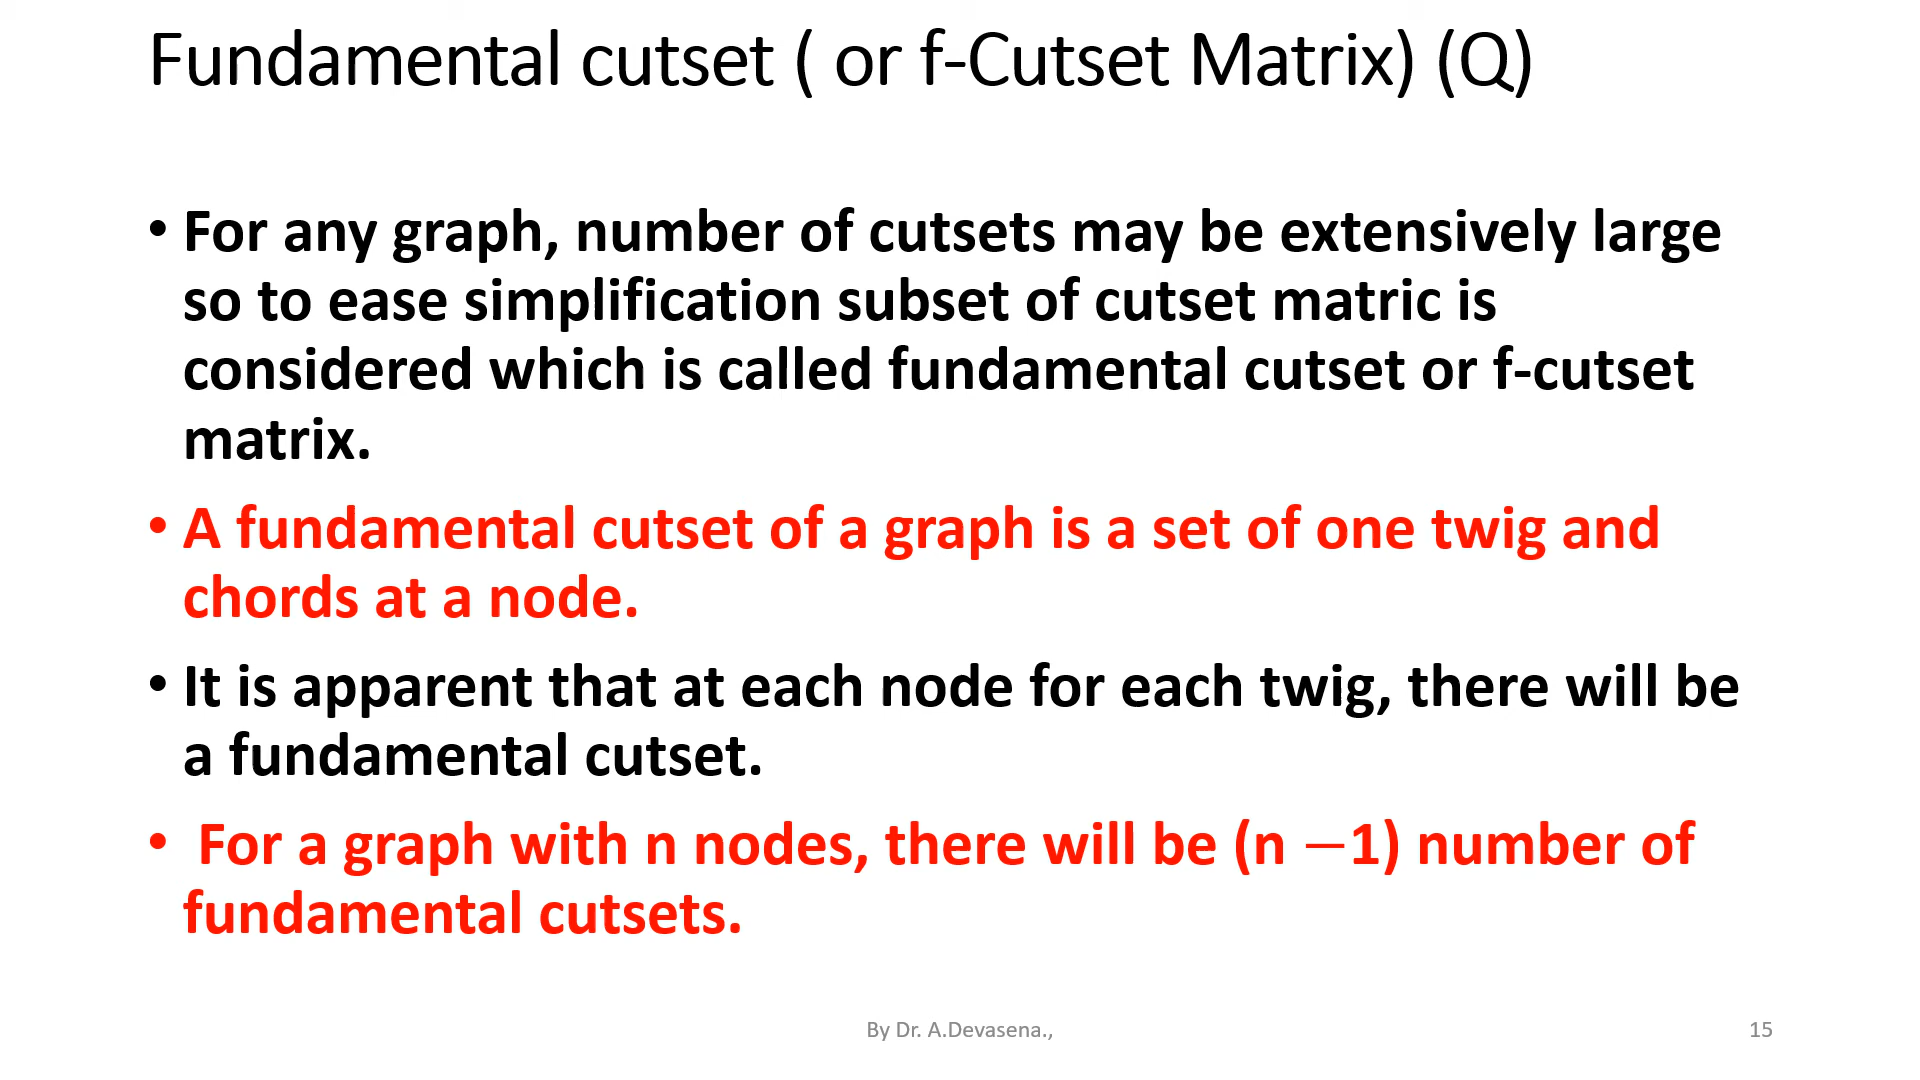 Fundamental cutset ( or f-Cutset Matrix) (Q)
• For any graph, number of cutsets may be extensively large
so to ease simplification subset of cutset matric is
considered which is called fundamental cutset or f-cutset
matrix.
• A fundamental cutset of a graph is a set of one twig and
chords at a node.
• It is apparent that at each node for each twig, there will be
a fundamental cutset.
• For a graph with n nodes, there will be (n −1) number of
fundamental cutsets.
By Dr. A.Devasena., 15